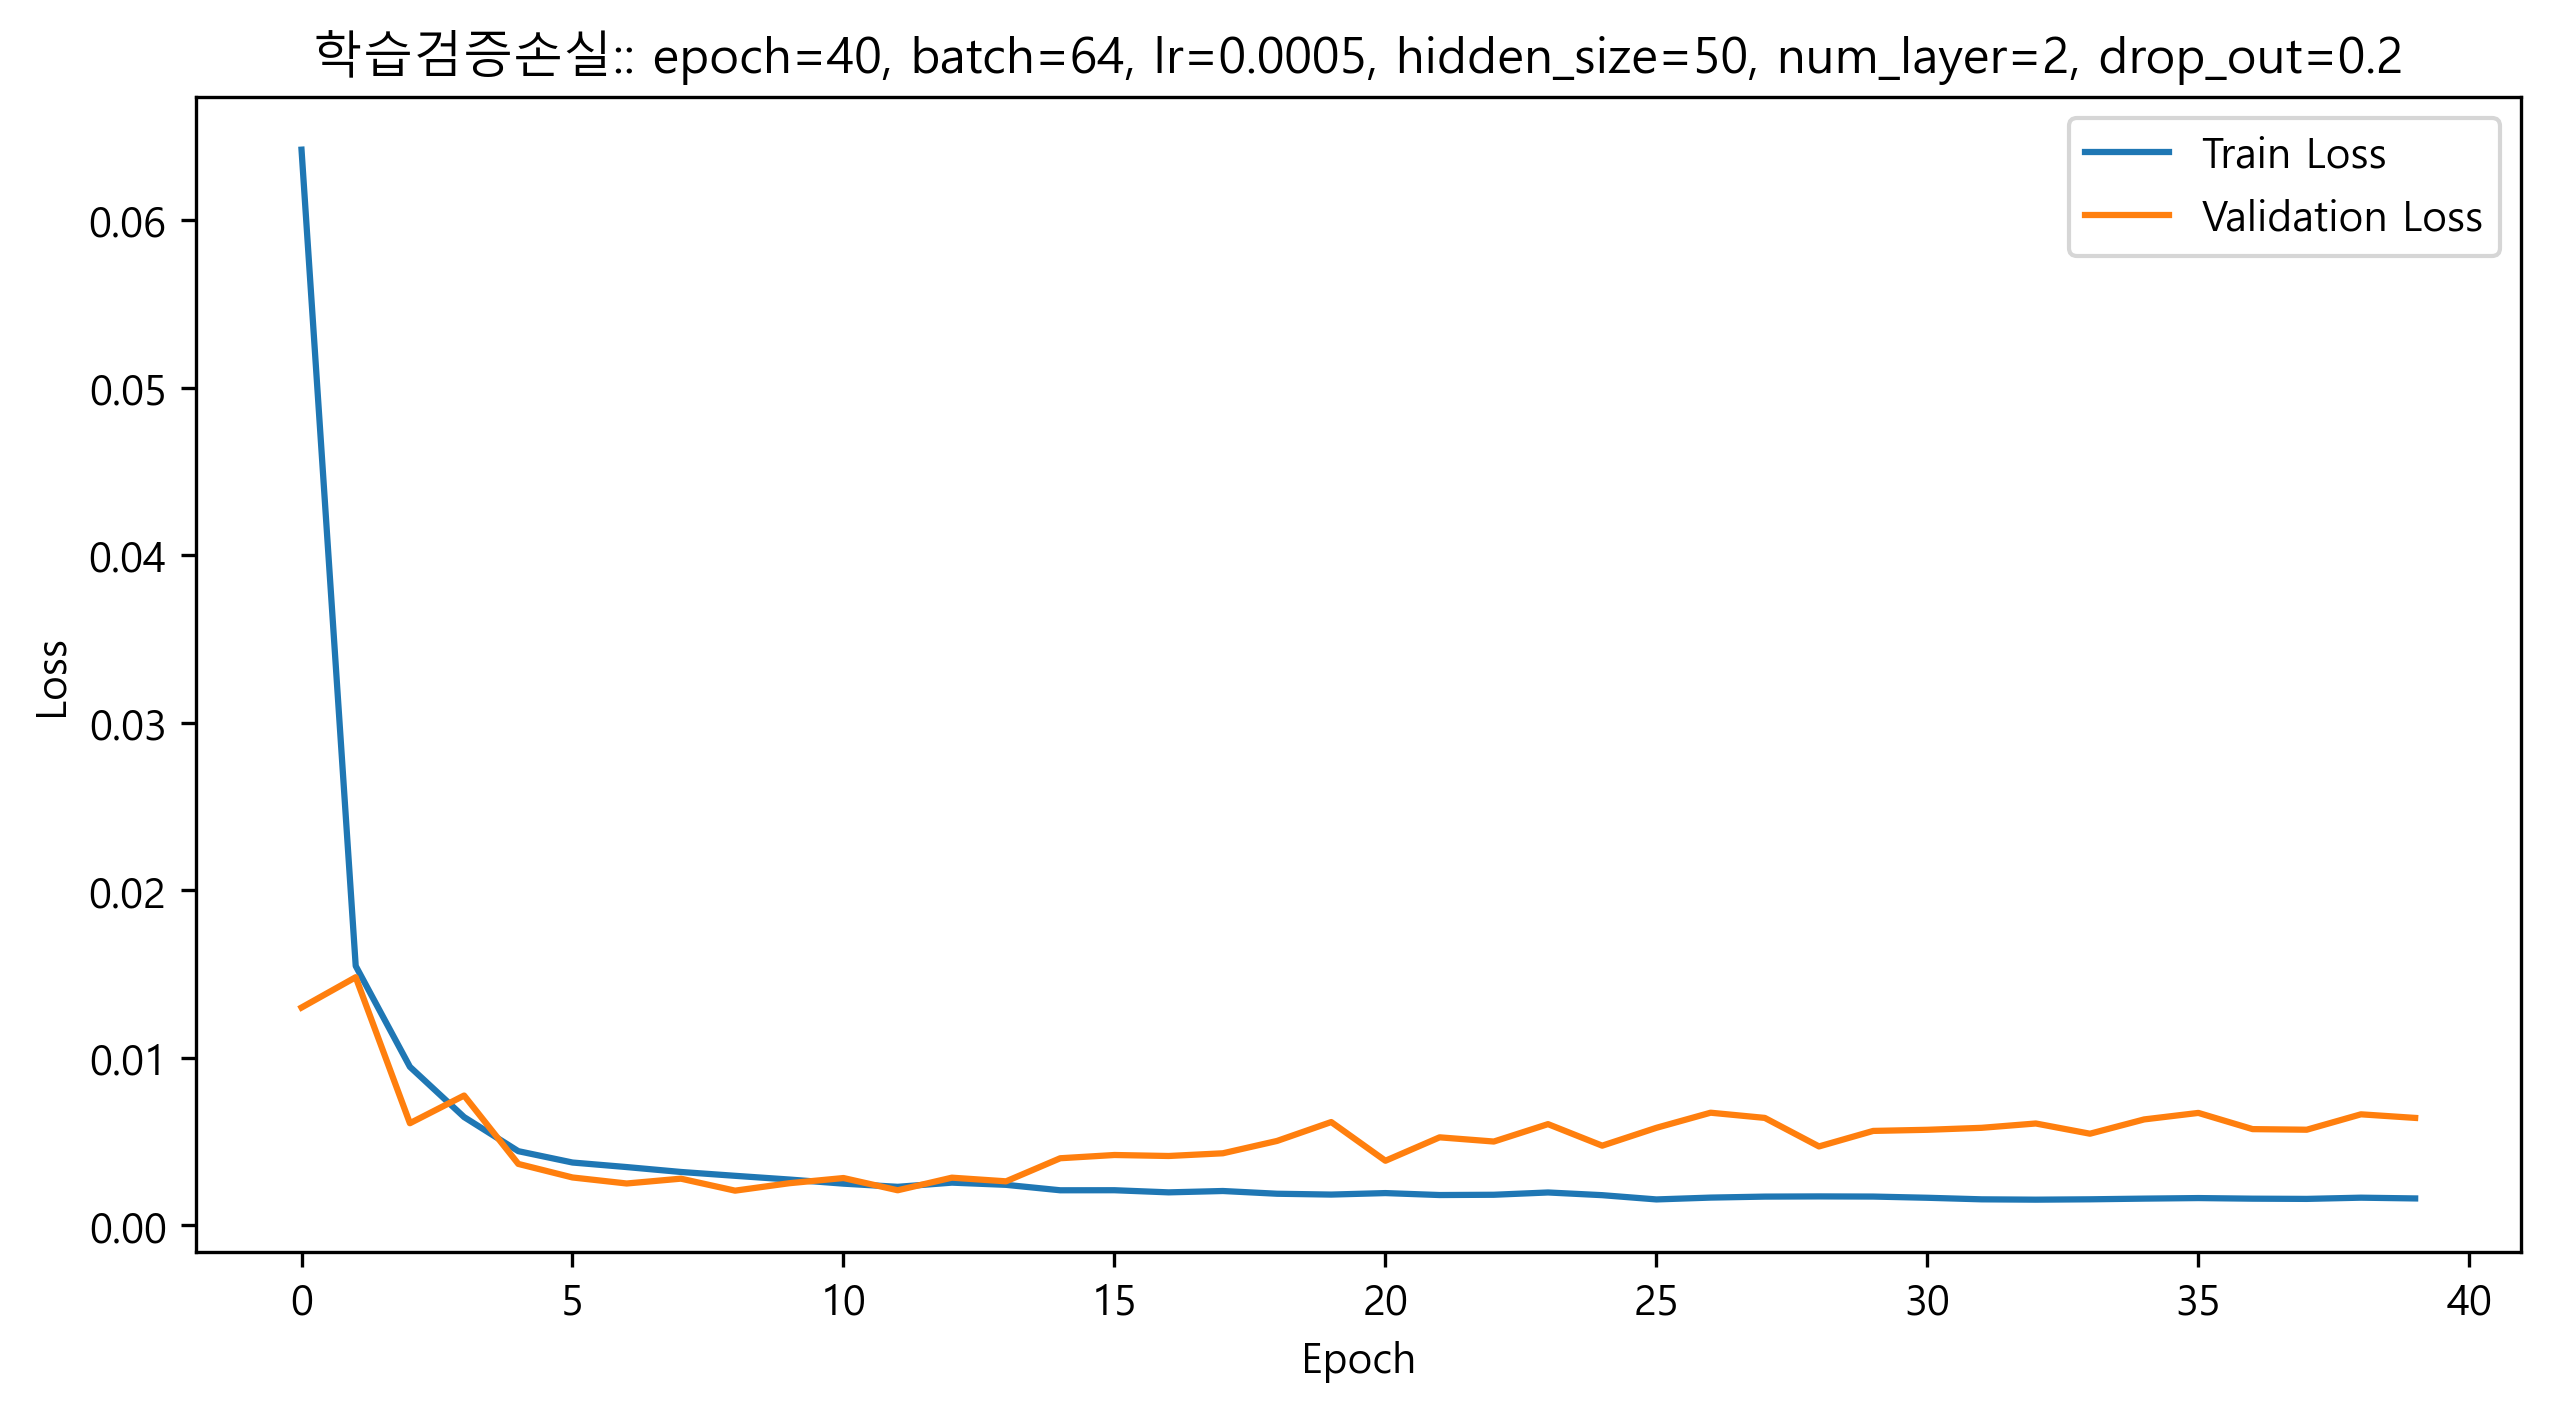 학습검증손실:: epoch=40, batch=64, lr=0.0005, hidden_size=50, num_layer=2, drop_out=0.2
Train Loss
Validation Loss
0.06
0.05
0.04
0.03
0.02
0.01
0.00
Loss
0 5 10 15 20 25 30 35 40
Epoch